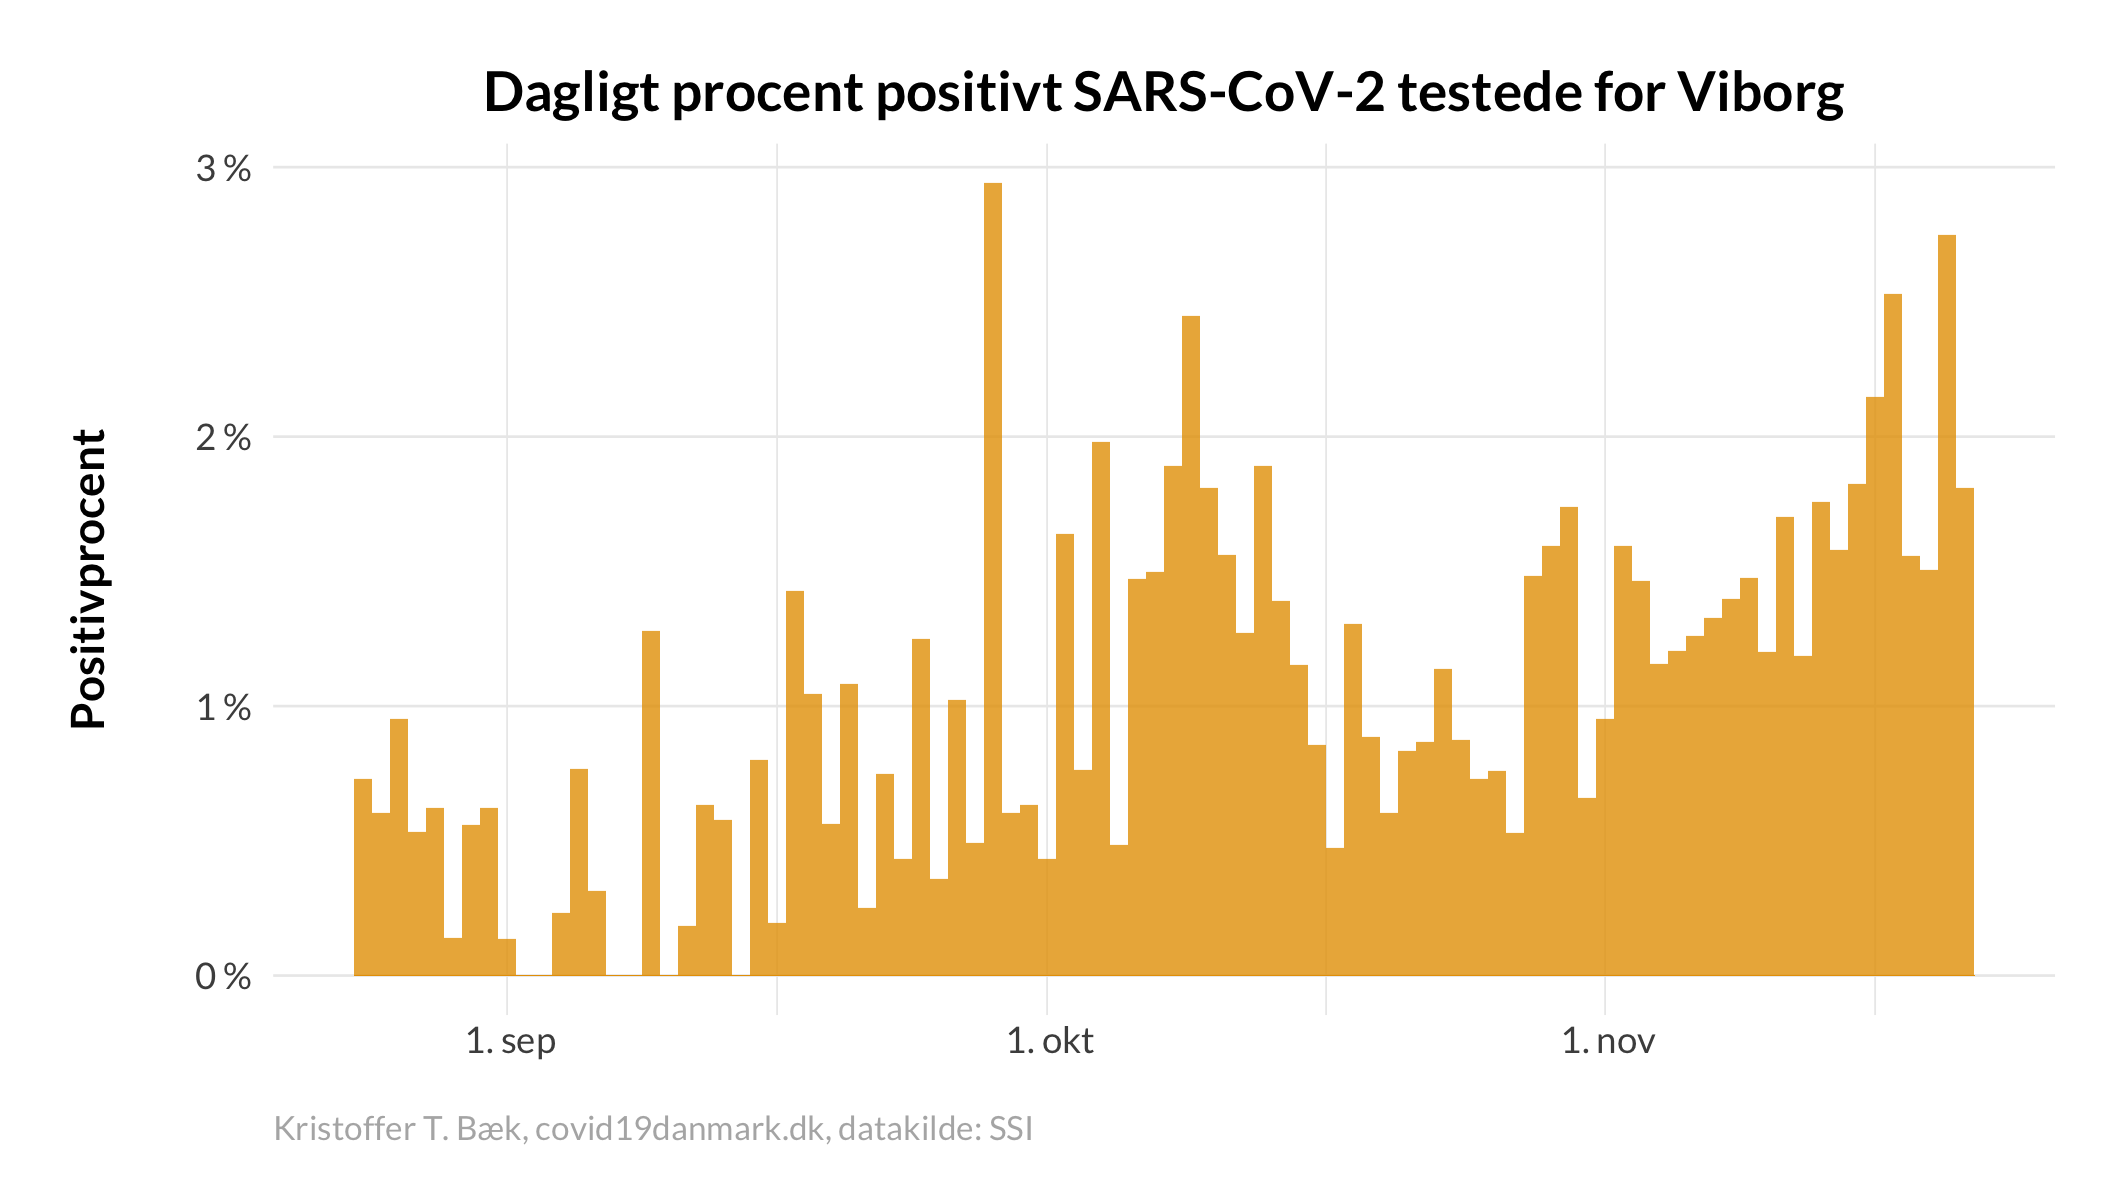 Dagligt procent positivt SARS-CoV-2 testede for Viborg
Positivprocent
3 %
2 %
1 %
0 %
1. sep
1. okt
1. nov
Kristoffer T. Bæk, covid19danmark.dk, datakilde: SSI